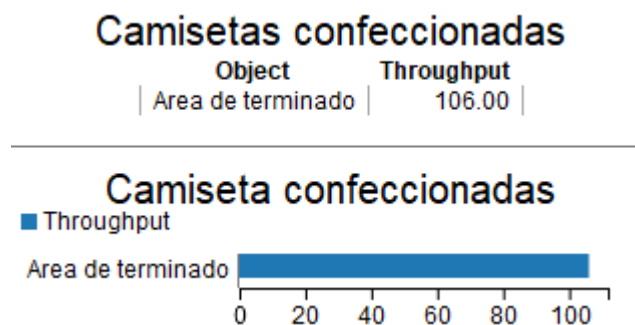 Camisetas confeccionadas
Object Throughput
Area de terminado 106.00
Camiseta confeccionadas
Throughput
Area de terminado
0 20 40 60 80 100